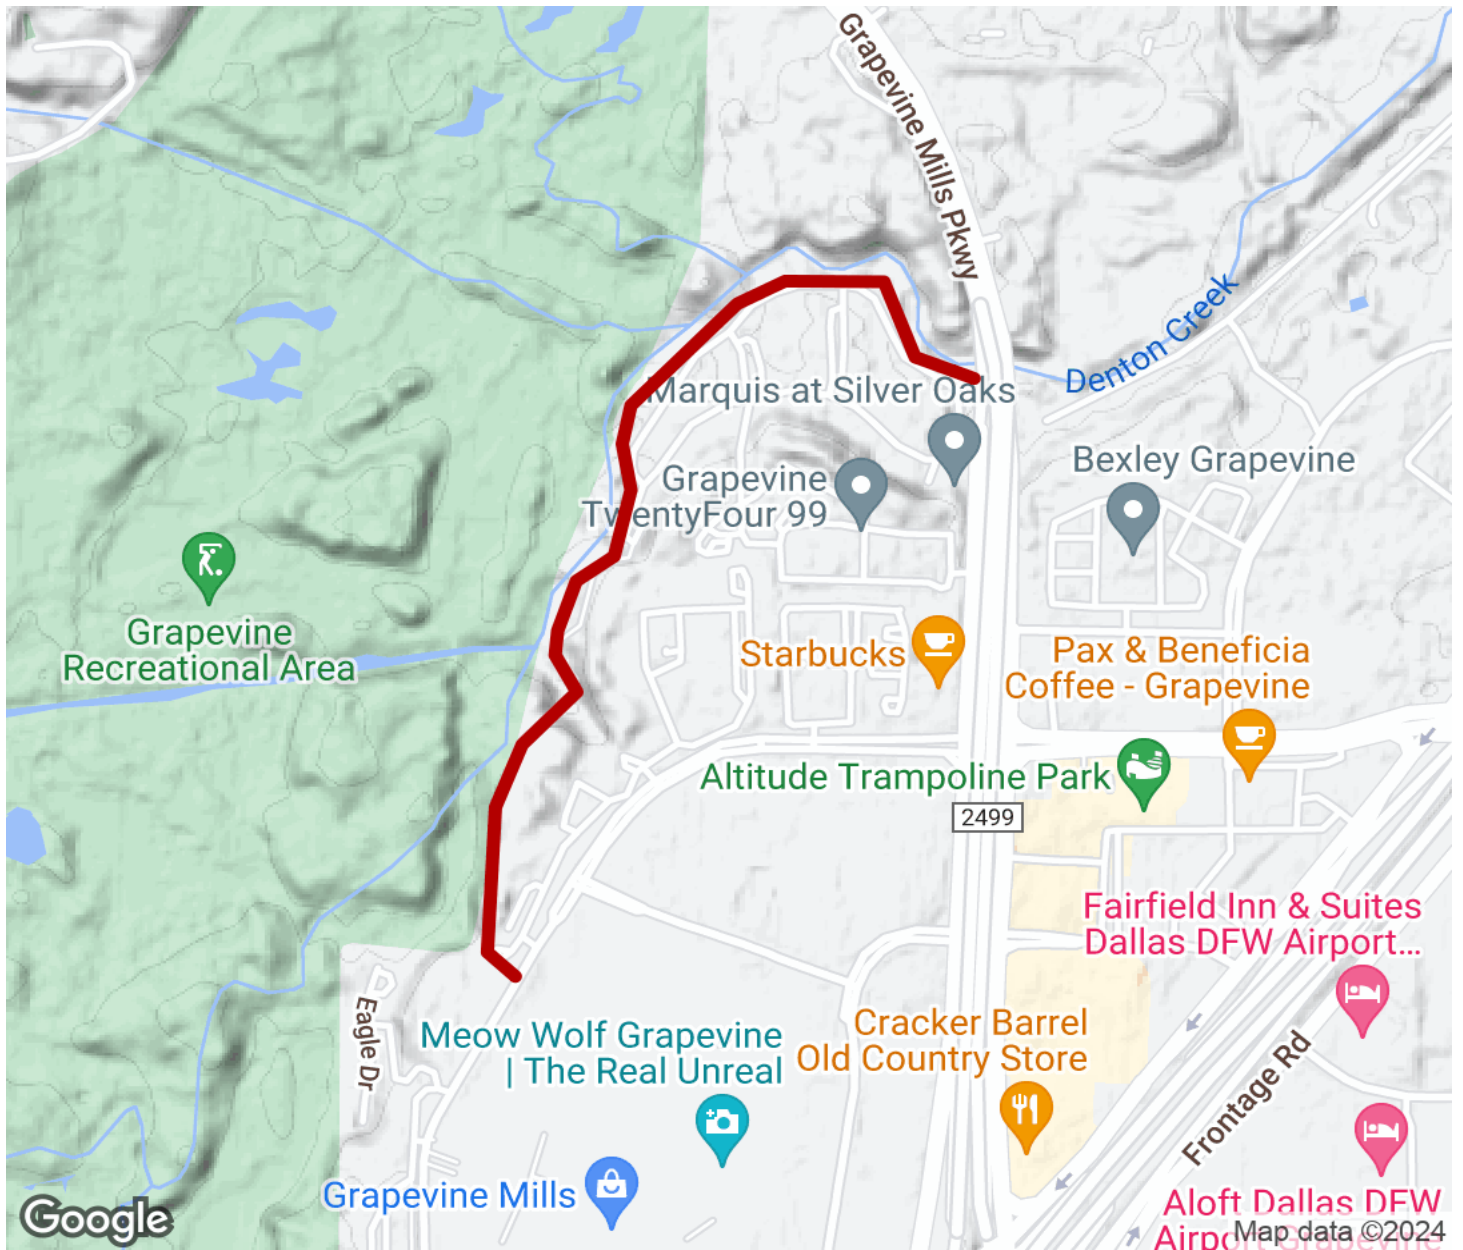 Grapevine Mills Pkwy
Denton Creek
Marquis at Silver Oaks
Grapevine
TwentyFour 99
Bexley Grapevine
Grapevine
Recreational Area
Starbucks
Pax & Beneficia
Coffee - Grapevine
Altitude Trampoline Park
2499
Fairfield Inn & Suites
Dallas DFW Airport...
Eagle Dr
Meow Wolf Grapevine
| The Real Unreal
Cracker Barrel
Old Country Store
Frontage Rd
Grapevine Mills
Aloft Dallas DFW
Airport Grapevine
Google
Map data ©2024